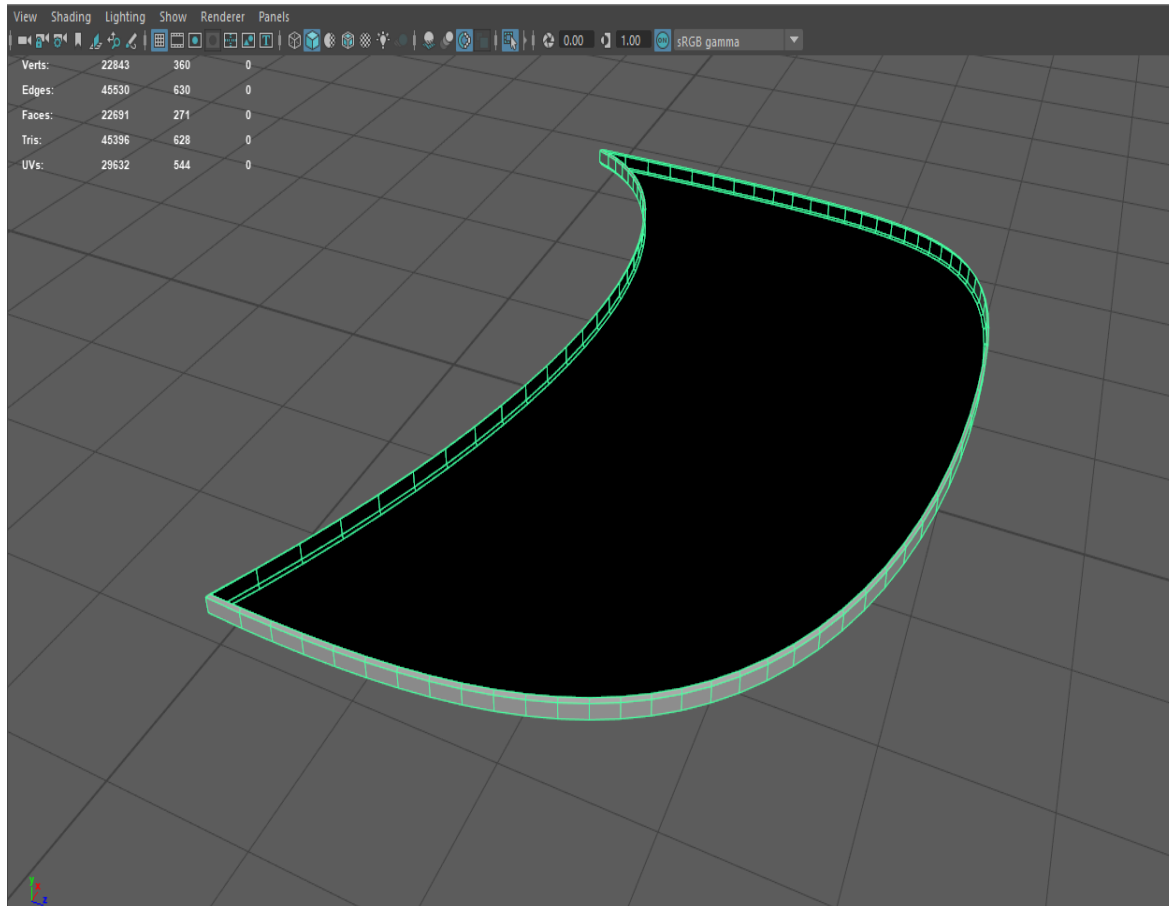 View Shading Lighting Show Renderer Panels
0.00 1.00 ON sRGB gamma
Verts: 22843 360 0
Edges: 45530 630 0
Faces: 22691 271 0
Tris: 45396 628 0
UVs: 29632 544 0
y
x
z